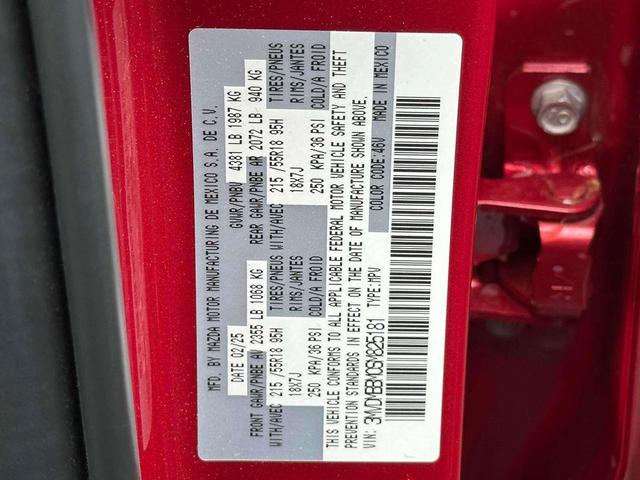 MFD. BY MAZDA MOTOR MANUFACTURING DE MEXICO S.A. DE C.V.
DATE 02/25 GVWR/PNBV 4381 LB 1987 KG
FRONT GAWR/PNBE AV 2355 LB 1068 KG REAR GAWR/PNBE AR 2072 LB 940 KG
WITH/AVEC 215/55R18 95H TIRES/PNEUS WITH/AVEC 215/55R18 95H TIRES/PNEUS
18X7J RIMS/JANTES 18X7J RIMS/JANTES
250 KPA/36 PSI COLD/A FROID 250 KPA/36 PSI COLD/A FROID
THIS VEHICLE CONFORMS TO ALL APPLICABLE FEDERAL MOTOR VEHICLE SAFETY AND THEFT
PREVENTION STANDARDS IN EFFECT ON THE DATE OF MANUFACTURE SHOWN ABOVE.
VIN: TYPE:MPV COLOR CODE:46V MADE IN MEXICO